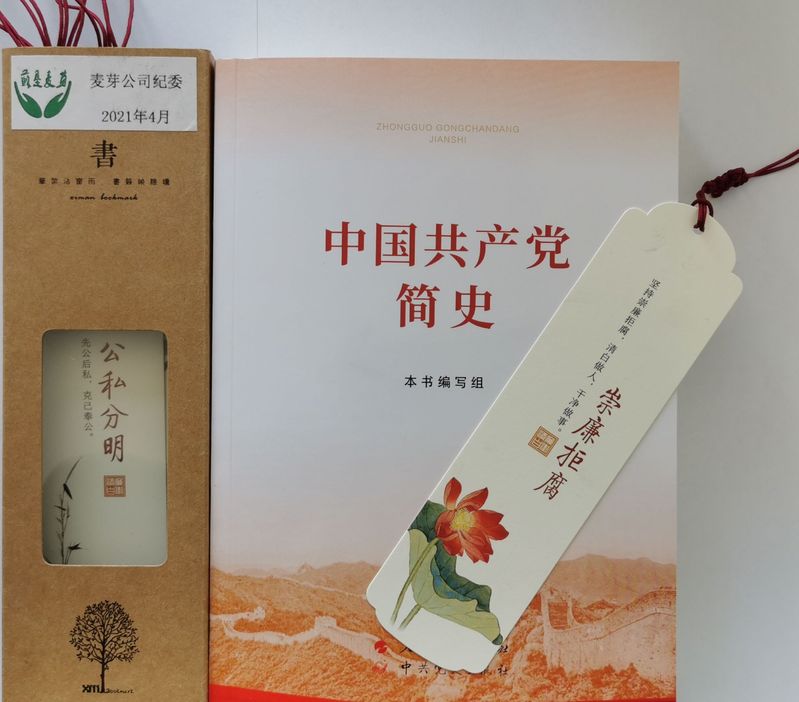 麦芽公司纪委
2021年4月
書
ximan bookmark
公私分明
先公后私，克己奉公。
ZHONGGUO GONGCHANDANG
JIANSHI
中国共产党
简史
本书编写组
坚持崇廉拒腐，清白做人，干净做事。
崇廉拒腐